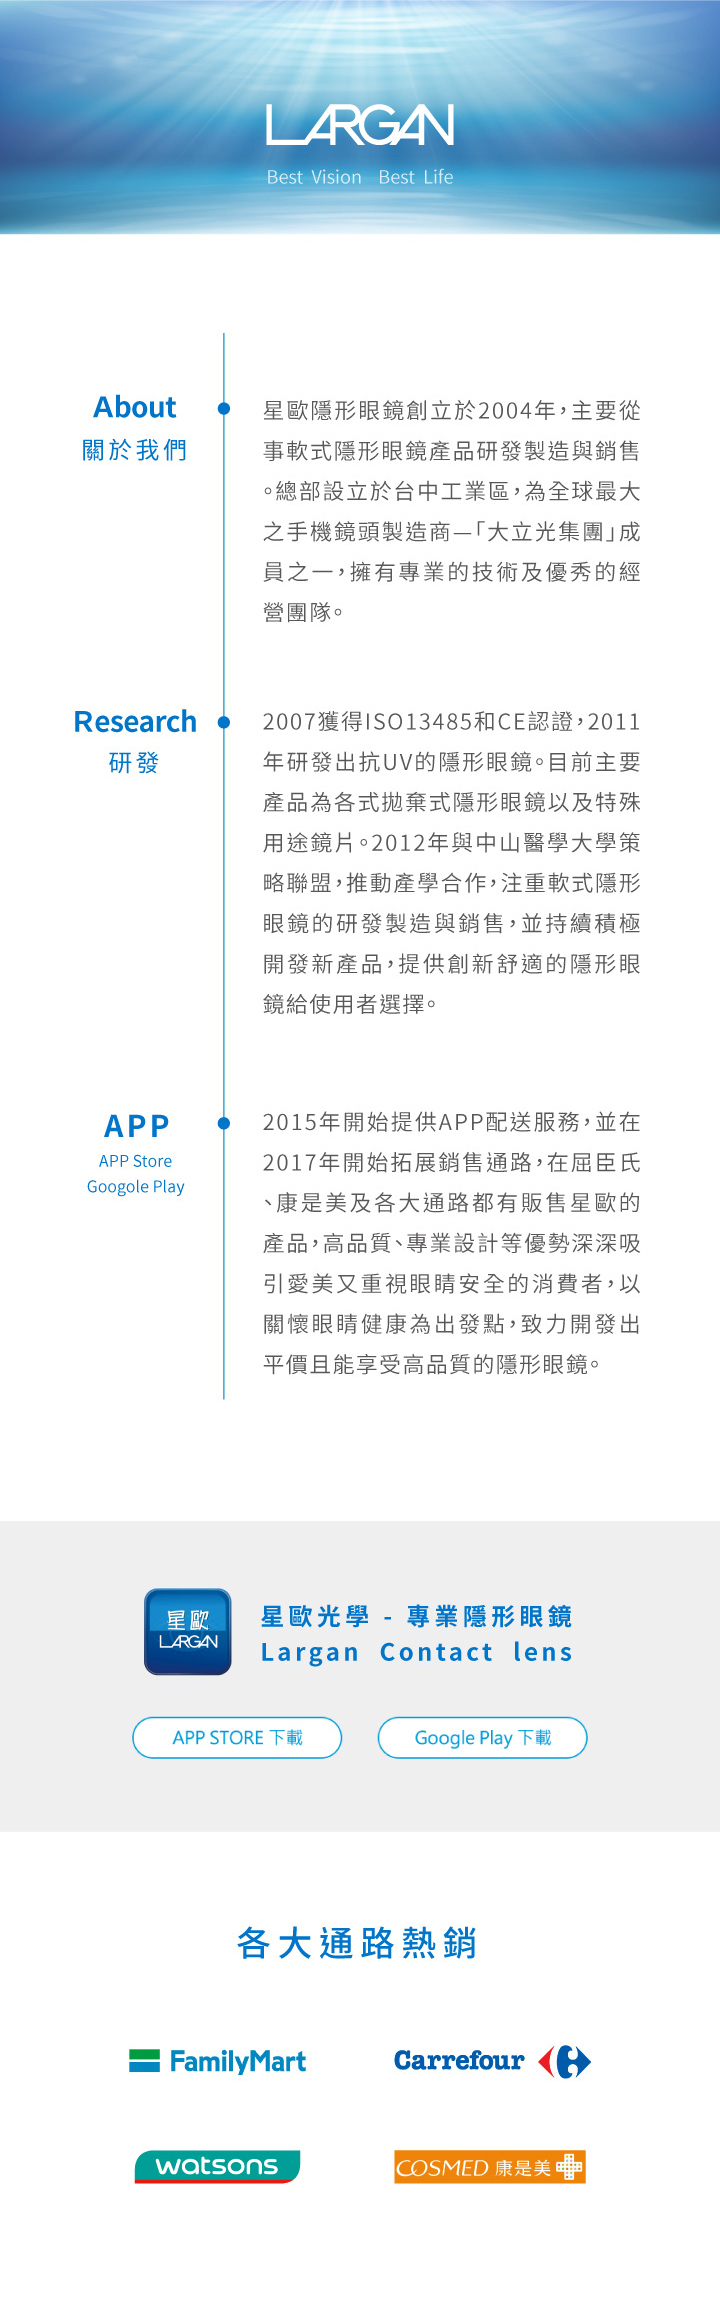 LARGAN
Best Vision Best Life
About
關於我們
星歐隱形眼鏡創立於2004年，主要從
事軟式隱形眼鏡產品研發製造與銷售
。總部設立於台中工業區，為全球最大
之手機鏡頭製造商—「大立光集團」成
員之一，擁有專業的技術及優秀的經
營團隊。
Research
研發
2007獲得ISO13485和CE認證，2011
年研發出抗UV的隱形眼鏡。目前主要
產品為各式拋棄式隱形眼鏡以及特殊
用途鏡片。2012年與中山醫學大學策
略聯盟，推動產學合作，注重軟式隱形
眼鏡的研發製造與銷售，並持續積極
開發新產品，提供創新舒適的隱形眼
鏡給使用者選擇。
APP
APP Store
Googole Play
2015年開始提供APP配送服務，並在
2017年開始拓展銷售通路，在屈臣氏
、康是美及各大通路都有販售星歐的
產品，高品質、專業設計等優勢深深吸
引愛美又重視眼睛安全的消費者，以
關懷眼睛健康為出發點，致力開發出
平價且能享受高品質的隱形眼鏡。
星歐
LARGAN
星歐光學 - 專業隱形眼鏡
Largan Contact lens
APP STORE 下載
Google Play 下載
各大通路熱銷
FamilyMart
Carrefour
watsons
COSMED 康是美